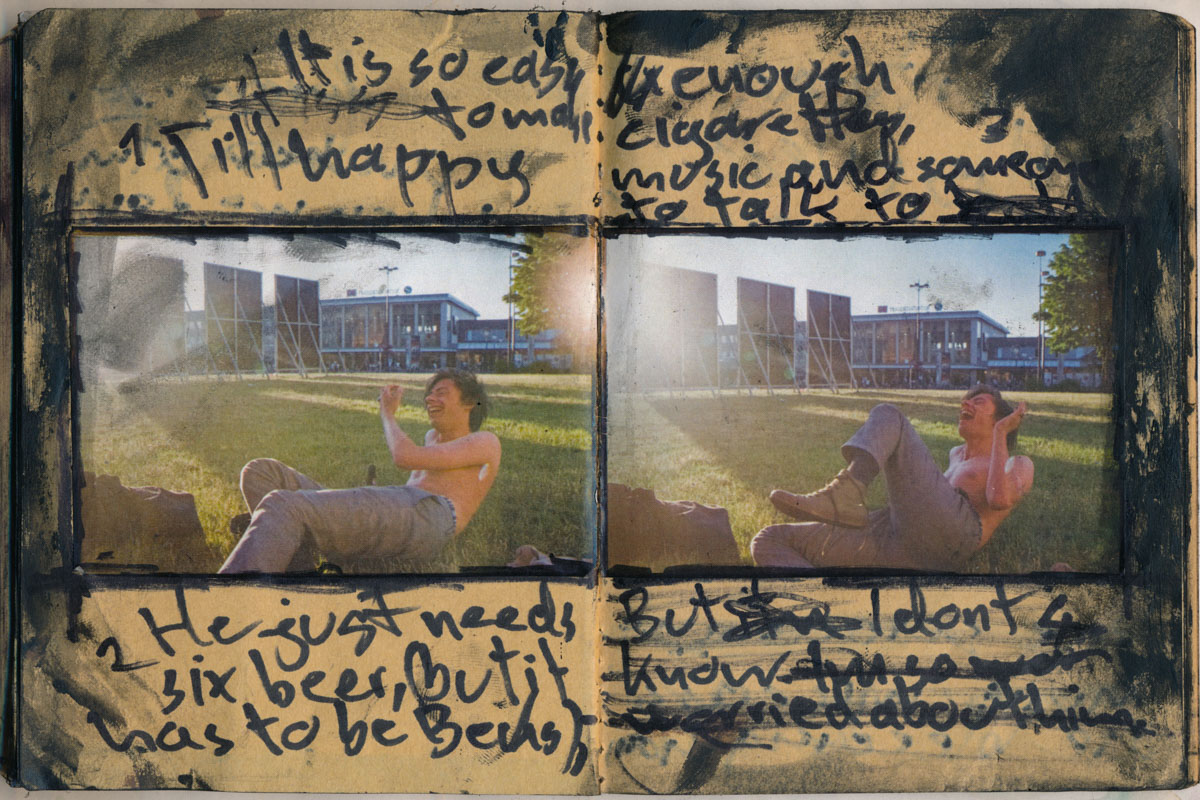 It is so easy
to make
1 Till happy
2 He just needs
six beer, But it
has to be Becks,
enough
cigarettes, 3
music and someone
to talk to
But I dont 4
know
worried about him.